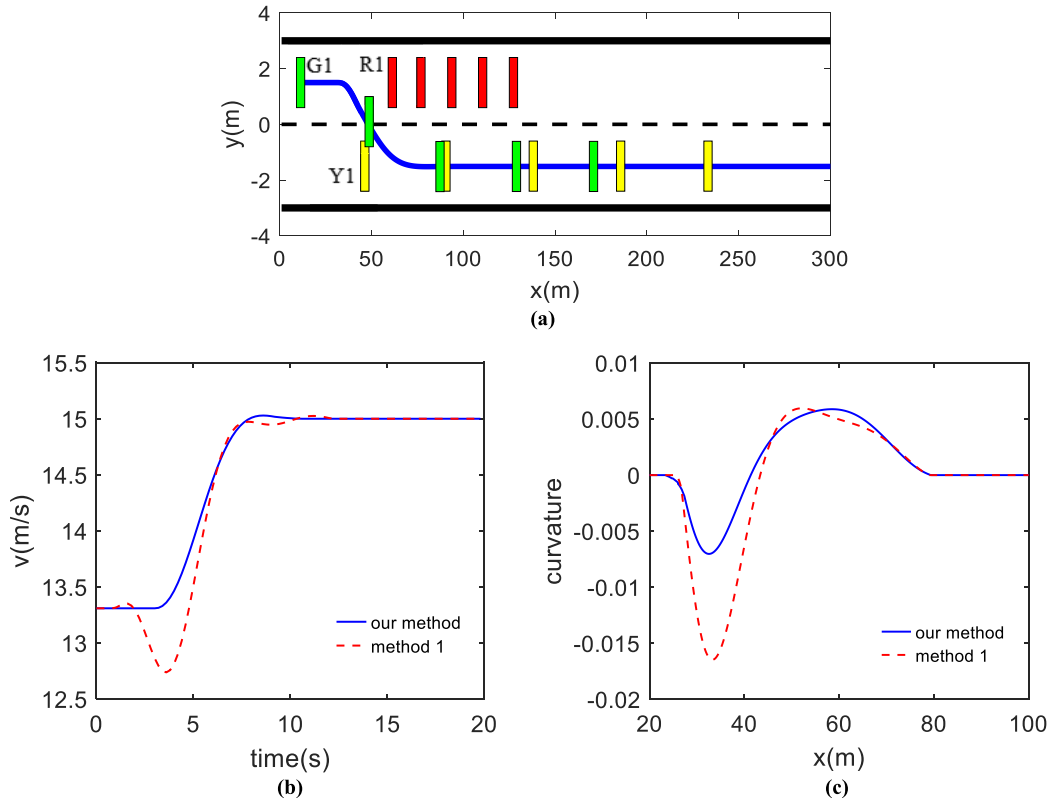 4
2
0
-2
-4
y(m)
G1
R1
Y1
0 50 100 150 200 250 300
x(m)
(a)
15.5
15
14.5
14
13.5
13
12.5
v(m/s)
our method
method 1
0 5 10 15 20
time(s)
(b)
0.01
0.005
0
-0.005
-0.01
-0.015
-0.02
curvature
our method
method 1
20 40 60 80 100
x(m)
(c)